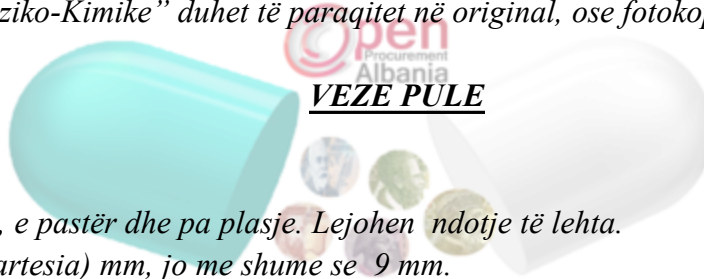 ziko-Kimike” duhet të paraqitet në original, ose fotokop
Open
Procurement
Albania
VEZE PULE
, e pastër dhe pa plasje. Lejohen ndotje të lehta.
artesia) mm, jo me shume se 9 mm.